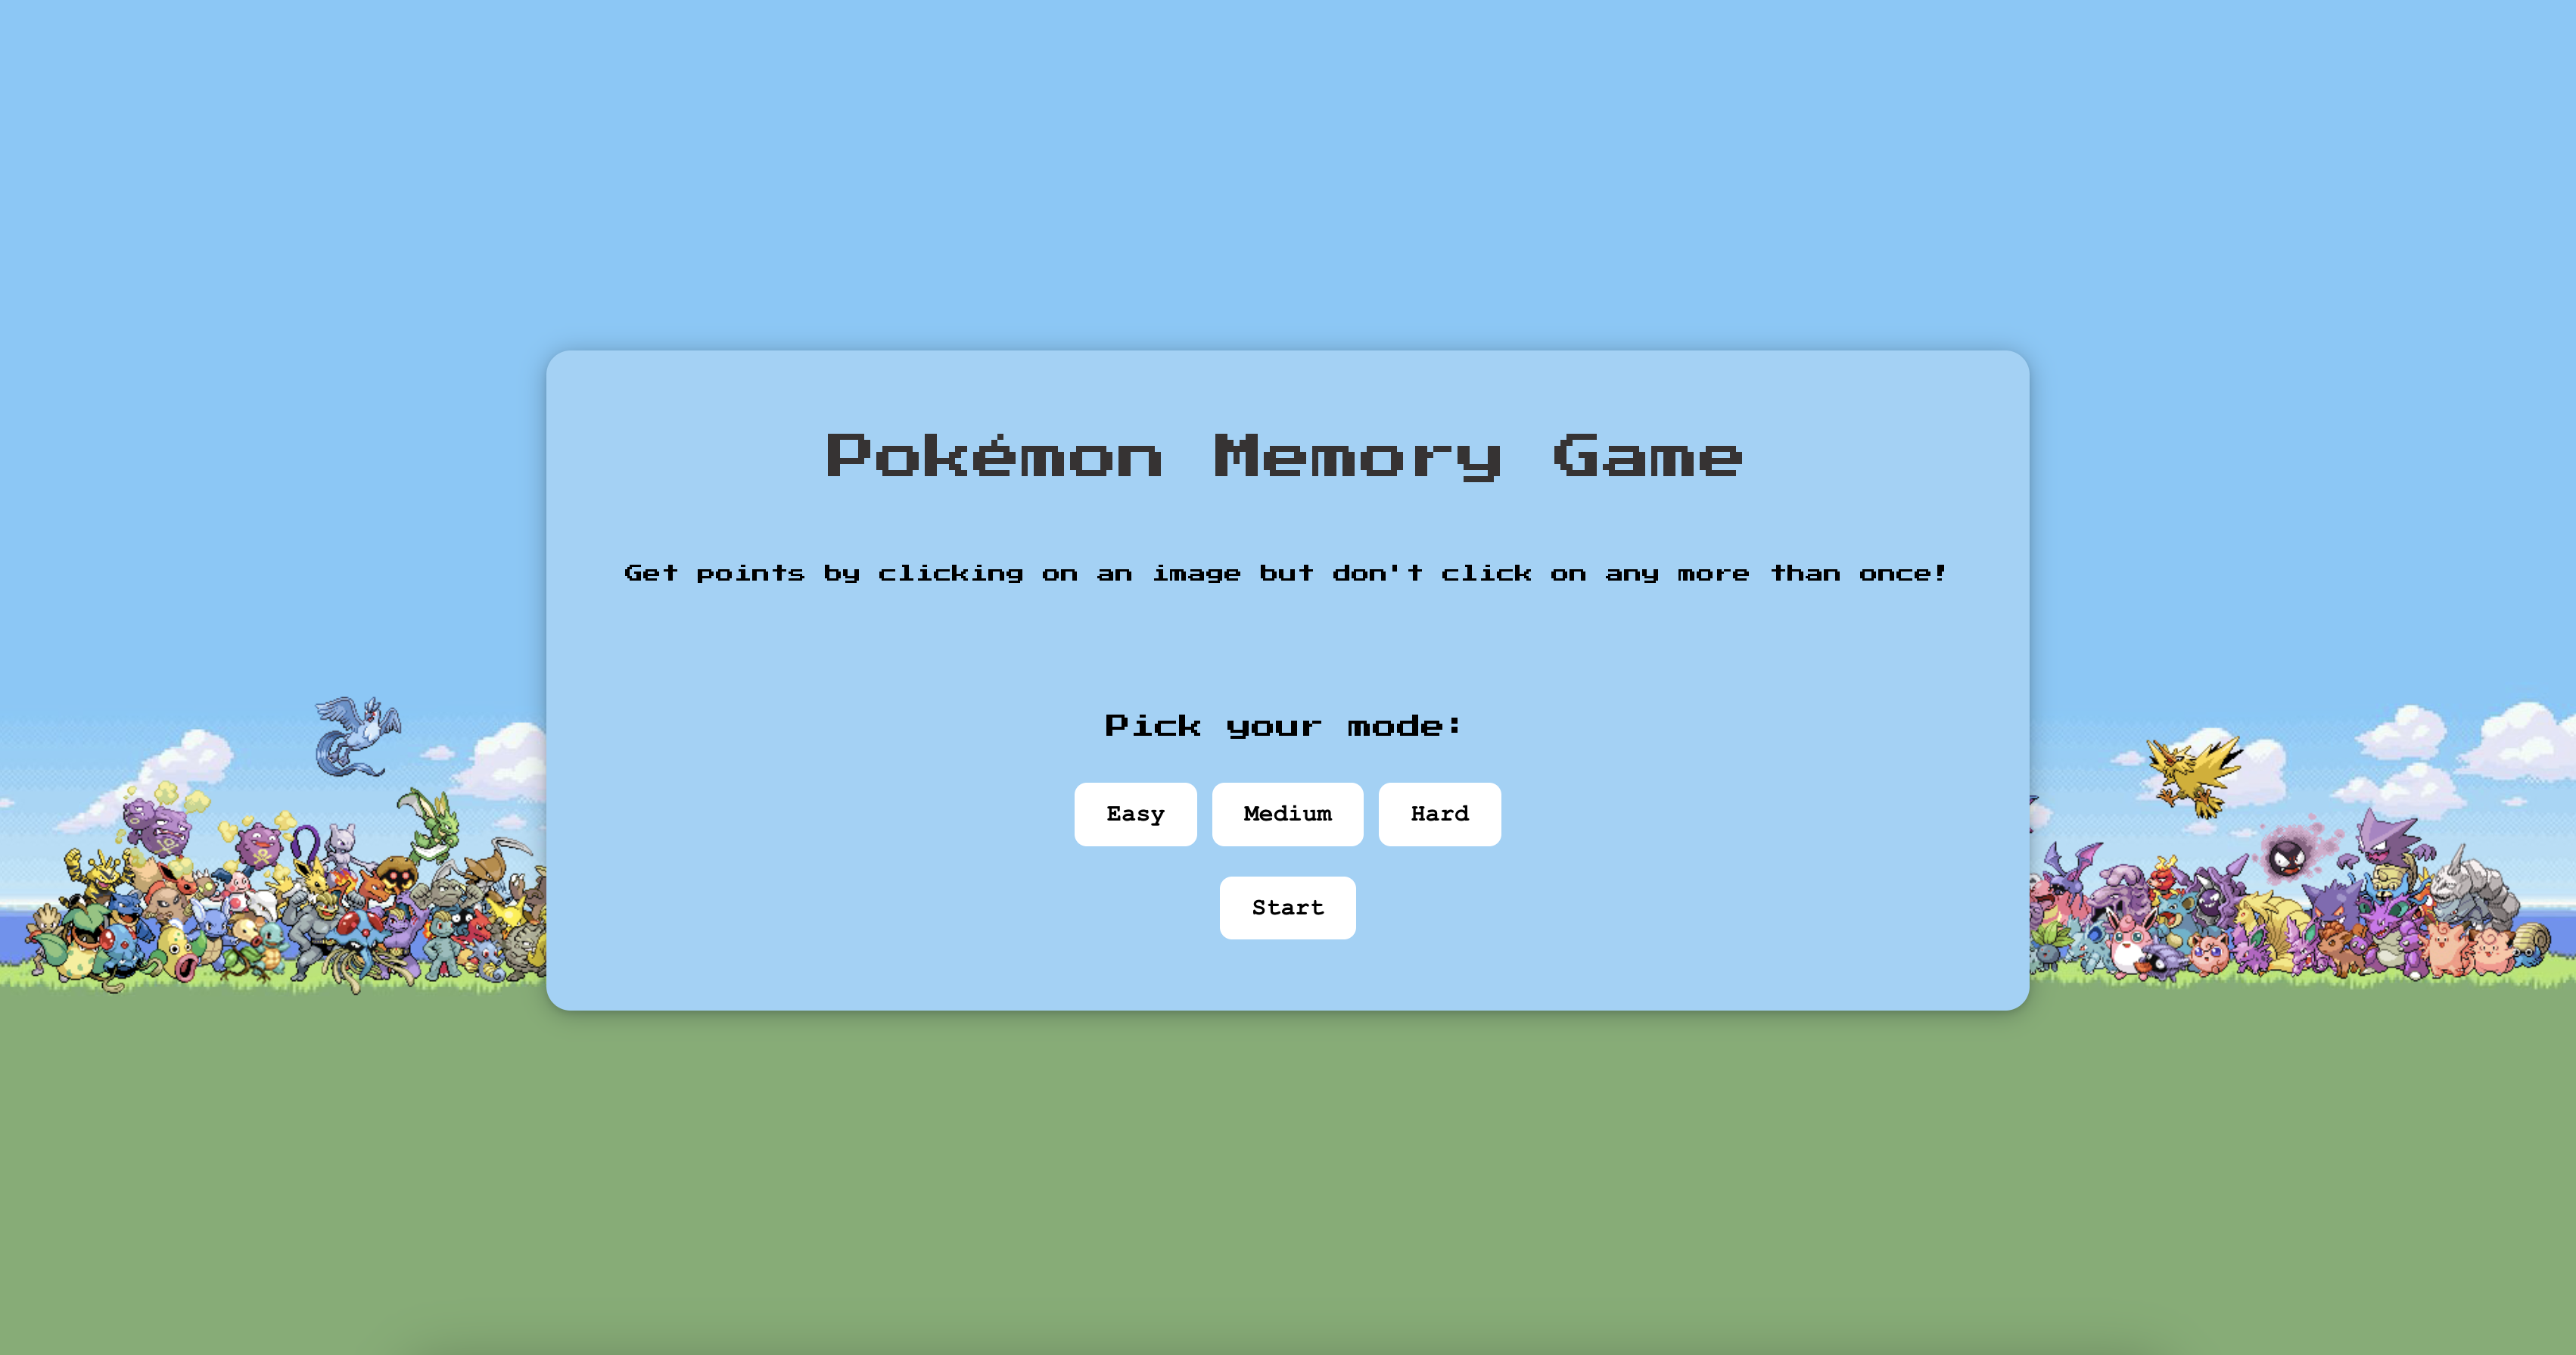 Pokémon Memory Game
Get points by clicking on an image but don't click on any more than once!
Pick your mode:
Easy Medium Hard
Start